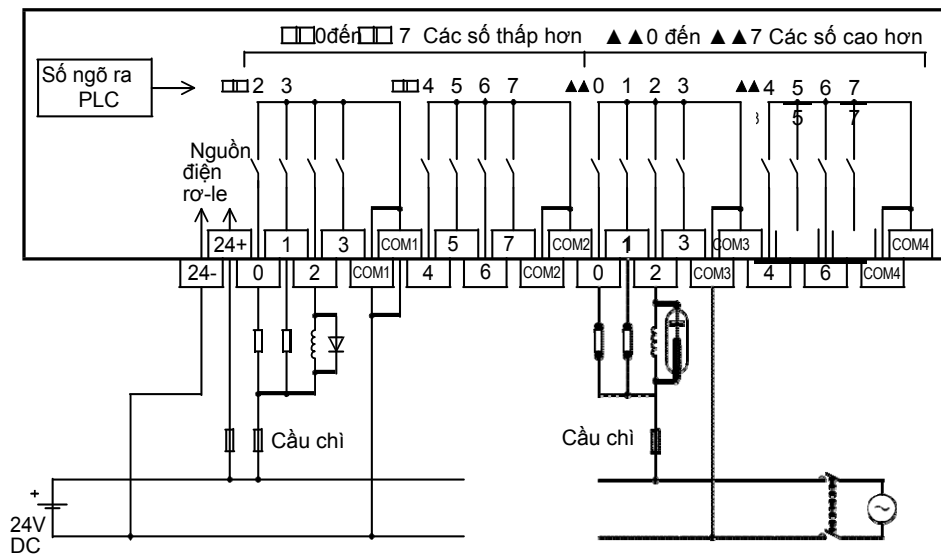 0đến 7 Các số thấp hơn ▲▲0 đến ▲▲7 Các số cao hơn
Số ngõ ra
PLC
2 3 4 5 6 7 ▲▲0 1 2 3 ▲▲4 5 6 7
5 7
Nguồn
điện
rơ-le
24+ 1 3 COM1 5 7 COM2 1 3 COM3 COM4
24- 0 2 COM1 4 6 COM2 0 2 COM3 4 6 COM4
Cầu chì Cầu chì
+
24V
DC
~